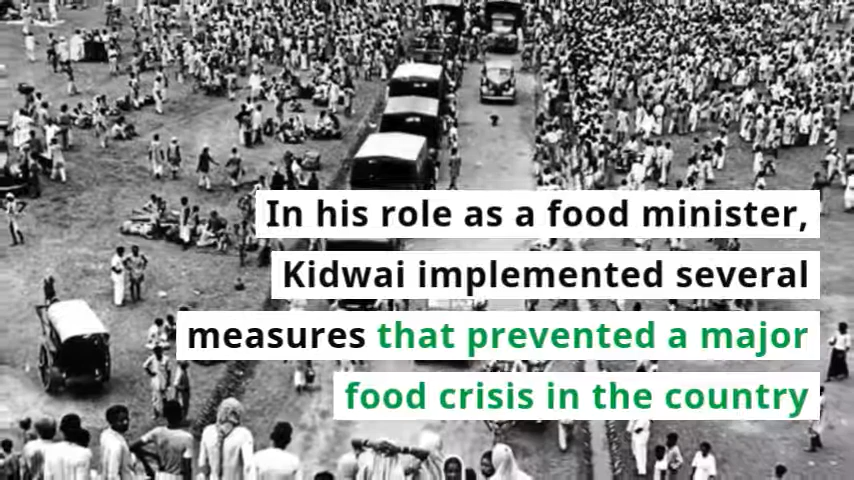 In his role as a food minister,
Kidwai implemented several
measures that prevented a major
food crisis in the country